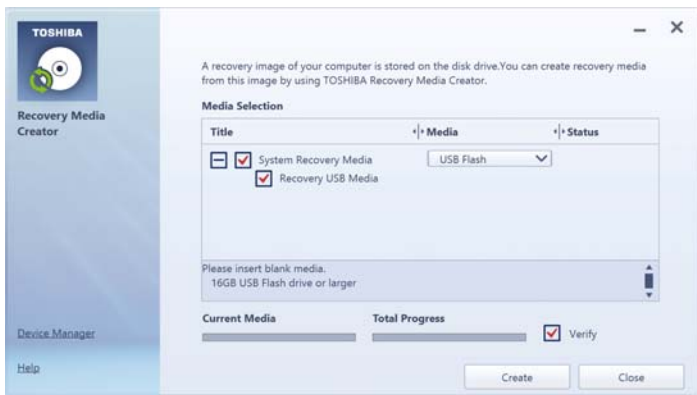 TOSHIBA
Recovery Media
Creator
Device Manager
Help
A recovery image of your computer is stored on the disk drive.You can create recovery media
from this image by using TOSHIBA Recovery Media Creator.
Media Selection
Title Media Status
System Recovery Media USB Flash
Recovery USB Media
Please insert blank media.
16GB USB Flash drive or larger
Current Media Total Progress
Verify
Create Close